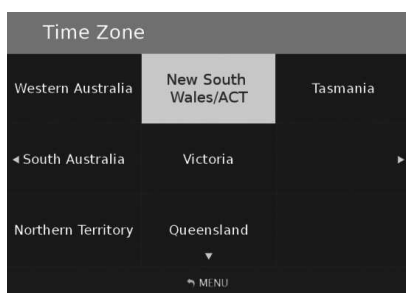 Time Zone
Western Australia
New South
Wales/ACT
Tasmania
South Australia
Victoria
Northern Territory
Queensland
MENU